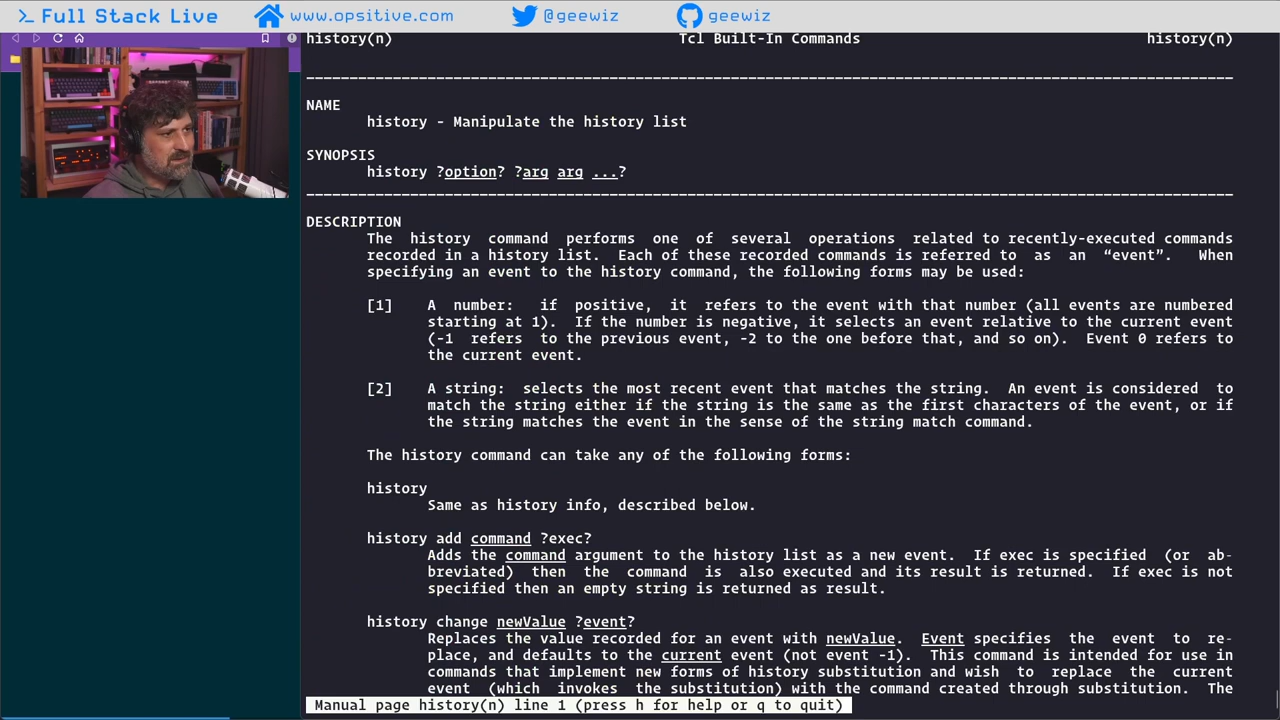 >_ Full Stack Live www.opsitive.com @geewiz geewiz
history(n) Tcl Built-In Commands history(n)
NAME
history - Manipulate the history list
SYNOPSIS
history ?option? ?arg arg ...?
DESCRIPTION
The history command performs one of several operations related to recently-executed commands
recorded in a history list. Each of these recorded commands is referred to as an “event”. When
specifying an event to the history command, the following forms may be used:
[1] A number: if positive, it refers to the event with that number (all events are numbered
starting at 1). If the number is negative, it selects an event relative to the current event
(-1 refers to the previous event, -2 to the one before that, and so on). Event 0 refers to
the current event.
[2] A string: selects the most recent event that matches the string. An event is considered to
match the string either if the string is the same as the first characters of the event, or if
the string matches the event in the sense of the string match command.
The history command can take any of the following forms:
history
Same as history info, described below.
history add command ?exec?
Adds the command argument to the history list as a new event. If exec is specified (or ab-
breviated) then the command is also executed and its result is returned. If exec is not
specified then an empty string is returned as result.
history change newValue ?event?
Replaces the value recorded for an event with newValue. Event specifies the event to re-
place, and defaults to the current event (not event -1). This command is intended for use in
commands that implement new forms of history substitution and wish to replace the current
event (which invokes the substitution) with the command created through substitution. The
Manual page history(n) line 1 (press h for help or q to quit)